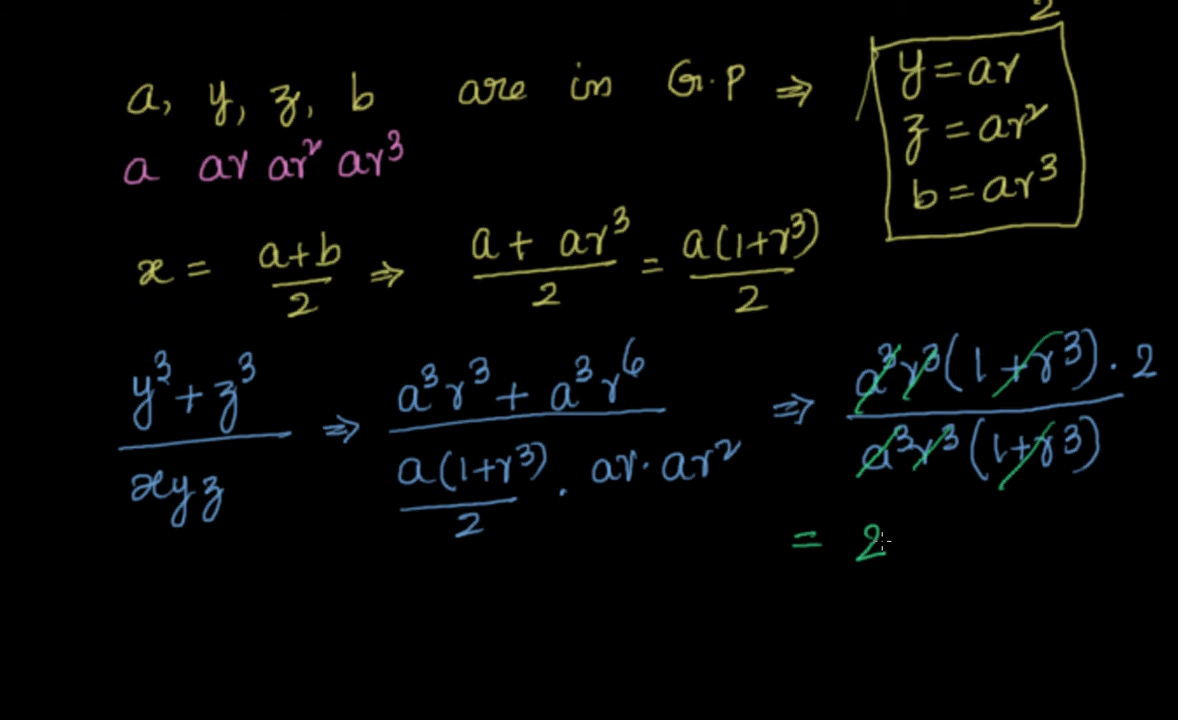 2
a, y, z, b are in G.P ⇒ y = ar
z = ar²
b = ar³
a ar ar² ar³
x = a+b/2 ⇒ a + ar³/2 = a(1+r³)/2
y³+z³/xyz ⇒ a³r³ + a³r⁶/(a(1+r³)/2 . ar. ar²) ⇒ a³r³(1+r³). 2/a³r³(1+r³)
= 2